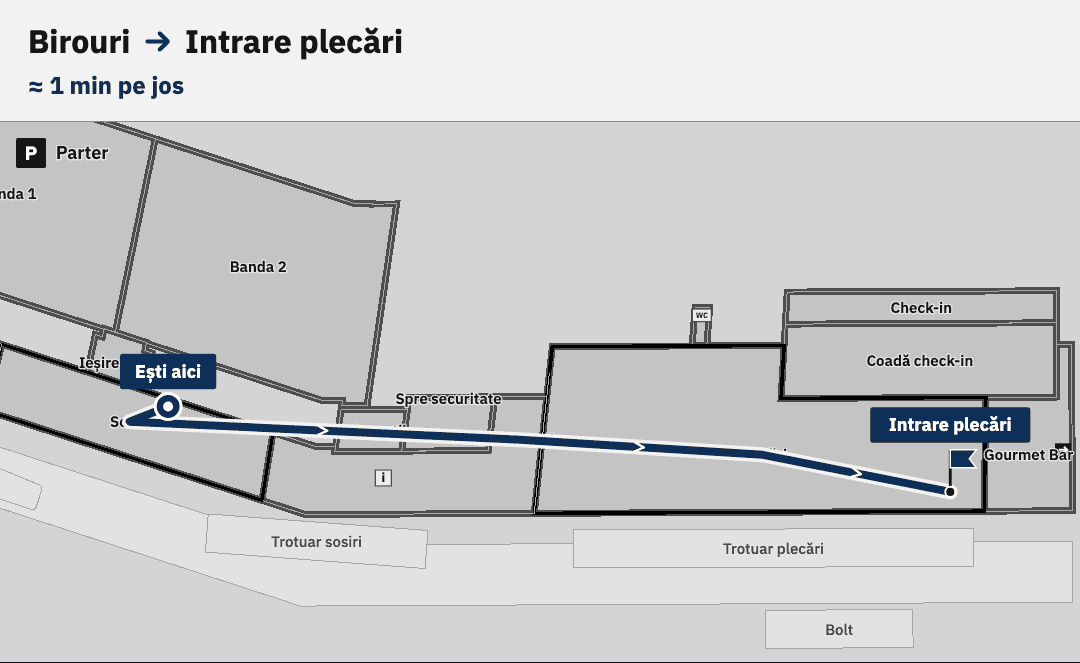 Birouri → Intrare plecări
≈ 1 min pe jos
P Parter
Banda 2
wc
Check-in
Ieșire
Ești aici
Coadă check-in
Spre securitate
Intrare plecări
Gourmet Bar
i
Trotuar sosiri
Trotuar plecări
Bolt